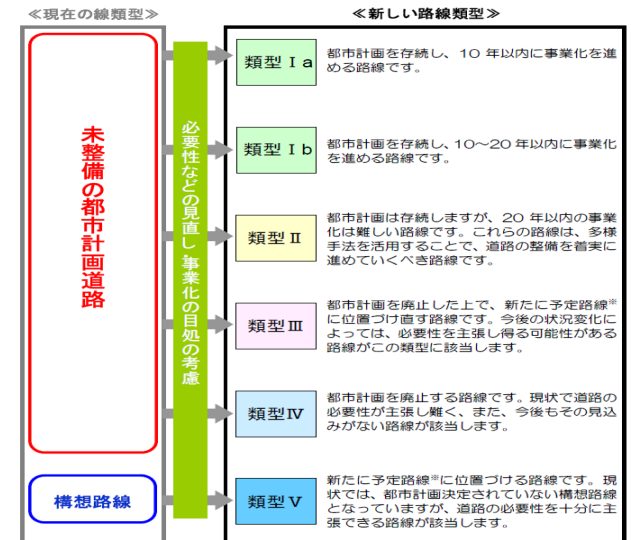 ≪現在の線類型≫
≪新しい路線類型≫
未整備の都市計画道路
構想路線
必要性などの見直し・事業化の目処の考慮
類型Ⅰa
都市計画を存続し、10 年以内に事業化を進
める路線です。
類型Ⅰb
都市計画を存続し、10～20 年以内に事業化
を進める路線です。
類型Ⅱ
都市計画は存続しますが、20 年以内の事業
化は難しい路線です。これらの路線は、多様
手法を活用することで、道路の整備を着実に
進めていくべき路線です。
類型Ⅲ
都市計画を廃止した上で、新たに予定路線※
に位置づけ直す路線です。今後の状況変化に
よっては、必要性を主張し得る可能性がある
路線がこの類型に該当します。
類型Ⅳ
都市計画を廃止する路線です。現状で道路の
必要性が主張し難く、また、今後もその見込
みがない路線が該当します。
類型Ⅴ
新たに予定路線※に位置づける路線です。現
状では、都市計画決定されていない構想路線
となっていますが、道路の必要性を十分に主
張できる路線が該当します。